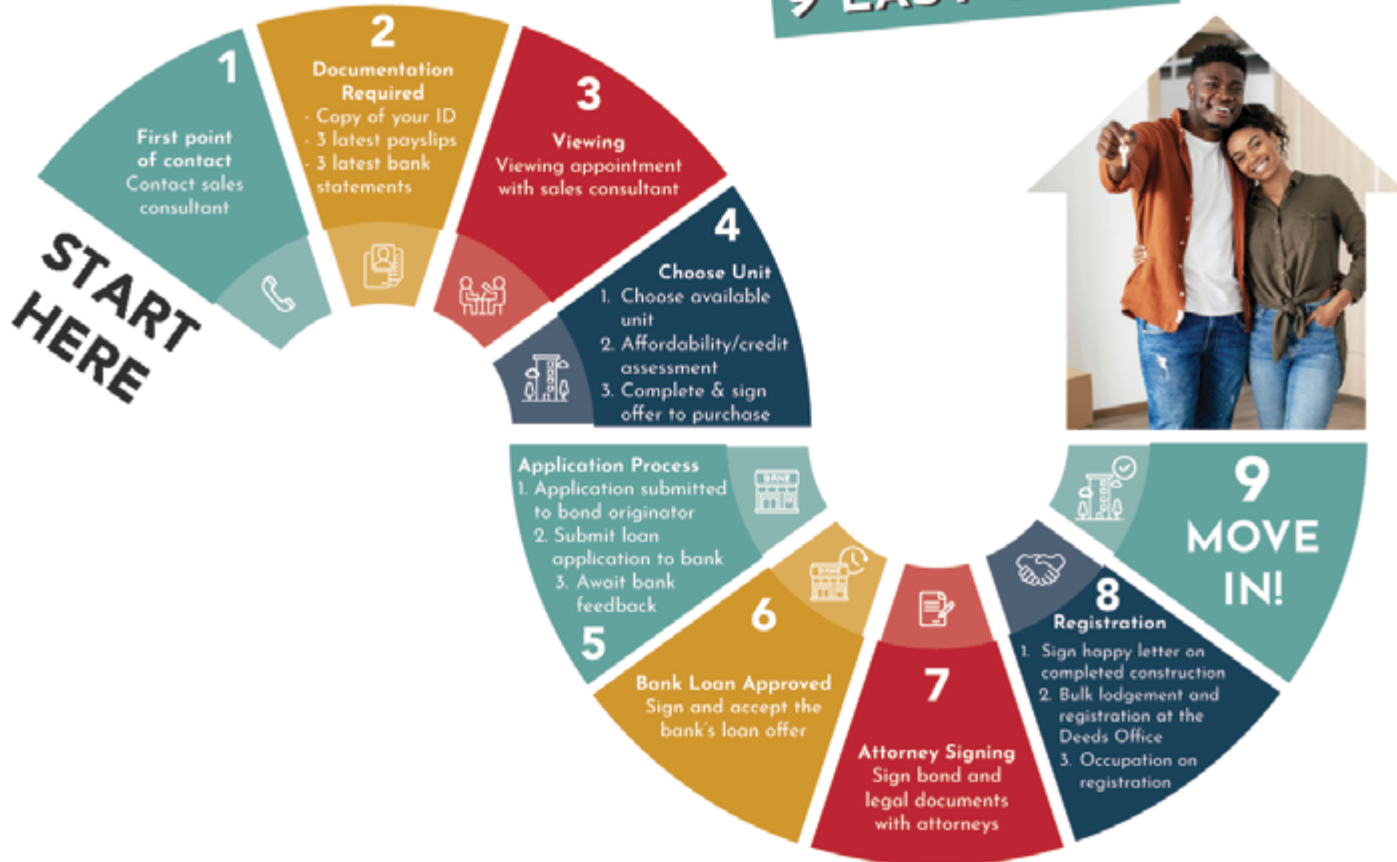 9 EASY
START
HERE
1
First point
of contact
Contact sales
consultant
2
Documentation
Required
- Copy of your ID
- 3 latest payslips
- 3 latest bank
statements
3
Viewing
Viewing appointment
with sales consultant
4
Choose Unit
1. Choose available
unit
2. Affordability/credit
assessment
3. Complete & sign
offer to purchase
Application Process
1. Application submitted
to bond originator
2. Submit loan
application to bank
3. Await bank
feedback
5
BANK
6
BANK
Bank Loan Approved
Sign and accept the
bank's loan offer
7
Attorney Signing
Sign bond and
legal documents
with attorneys
8
Registration
1. Sign happy letter on
completed construction
2. Bulk lodgement and
registration at the
Deeds Office
3. Occupation on
registration
9
MOVE
IN!